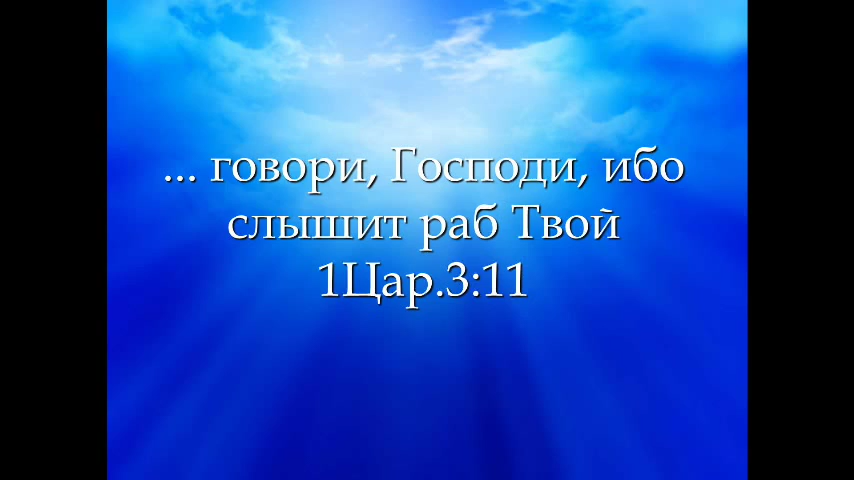 ... говори, Господи, ибо
слышит раб Твой
1Цар.3:11